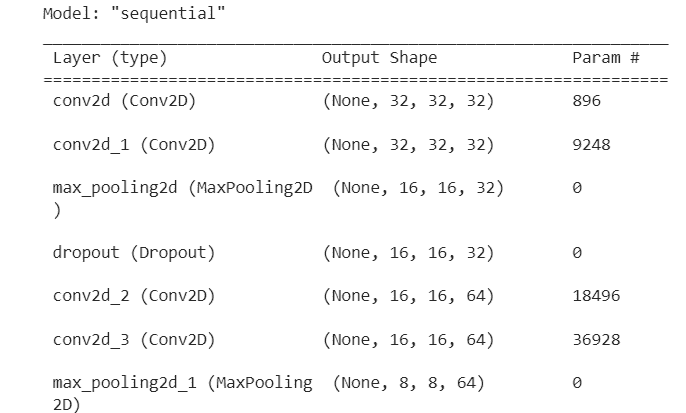 Model: "sequential"
_________________________________________________________________
Layer (type) Output Shape Param #
=================================================================
conv2d (Conv2D) (None, 32, 32, 32) 896
conv2d_1 (Conv2D) (None, 32, 32, 32) 9248
max_pooling2d (MaxPooling2D (None, 16, 16, 32) 0
)
dropout (Dropout) (None, 16, 16, 32) 0
conv2d_2 (Conv2D) (None, 16, 16, 64) 18496
conv2d_3 (Conv2D) (None, 16, 16, 64) 36928
max_pooling2d_1 (MaxPooling (None, 8, 8, 64) 0
2D)